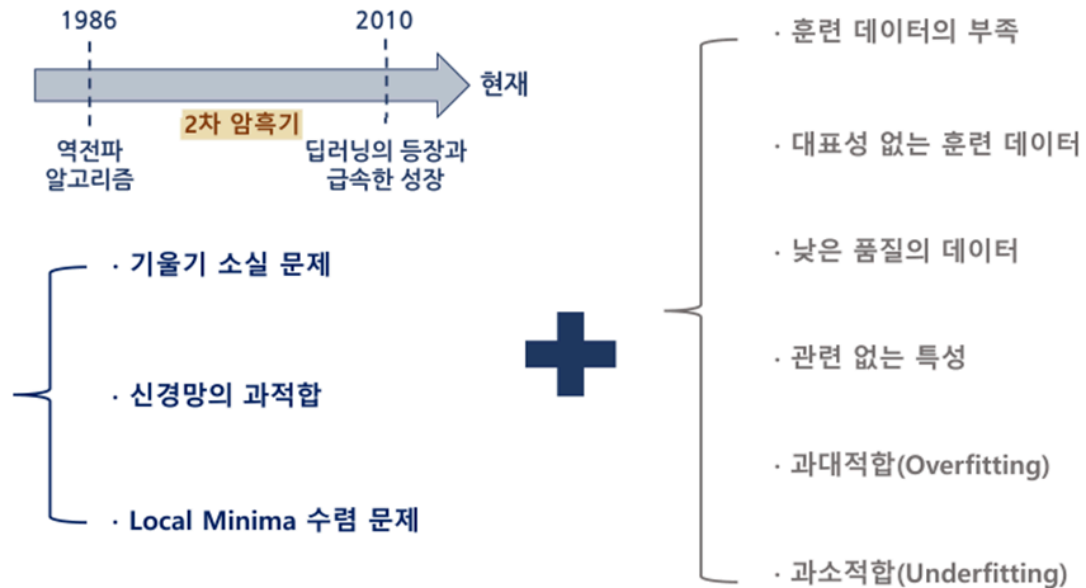 1986
2010
현재
2차 암흑기
역전파
알고리즘
딥러닝의 등장과
급속한 성장
· 기울기 소실 문제
· 신경망의 과적합
· Local Minima 수렴 문제
· 훈련 데이터의 부족
· 대표성 없는 훈련 데이터
· 낮은 품질의 데이터
· 관련 없는 특성
· 과대적합(Overfitting)
· 과소적합(Underfitting)